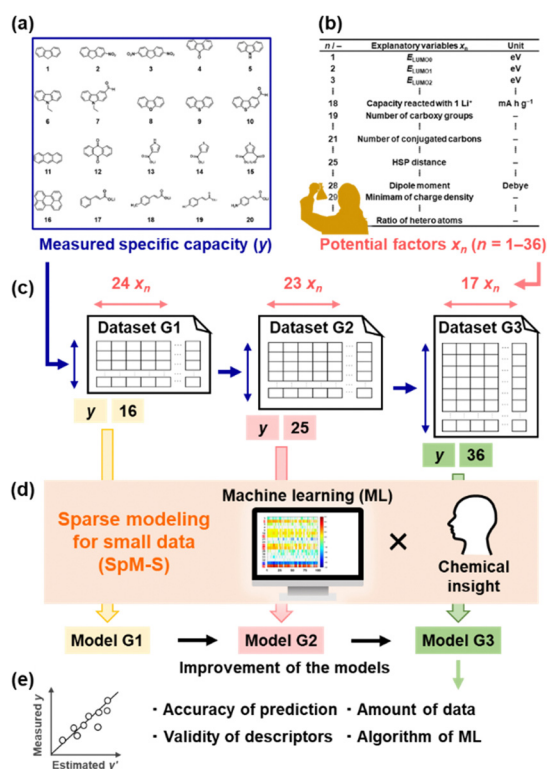 (a)
1 2 3 4 5
6 7 8 9 10
11 12 13 14 15
16 17 18 19 20
Measured specific capacity (y)
(b)
n / – Explanatory variables xn Unit
1 ELUMO0 eV
2 ELUMO1 eV
3 ELUMO2 eV
18 Capacity reacted with 1 Li+ mA h g−1
19 Number of carboxy groups –
21 Number of conjugated carbons –
25 HSP distance –
28 Dipole moment Debye
29 Minimam of charge density –
Ratio of hetero atoms –
Potential factors xn (n = 1–36)
(c)
24 xn 23 xn 17 xn
Dataset G1 Dataset G2 Dataset G3
y 16
y 25
y 36
(d)
Sparse modeling
for small data
(SpM-S)
Machine learning (ML)
×
Chemical
insight
Model G1 Model G2 Model G3
Improvement of the models
(e)
Measured y
Estimated y'
· Accuracy of prediction · Amount of data
· Validity of descriptors · Algorithm of ML